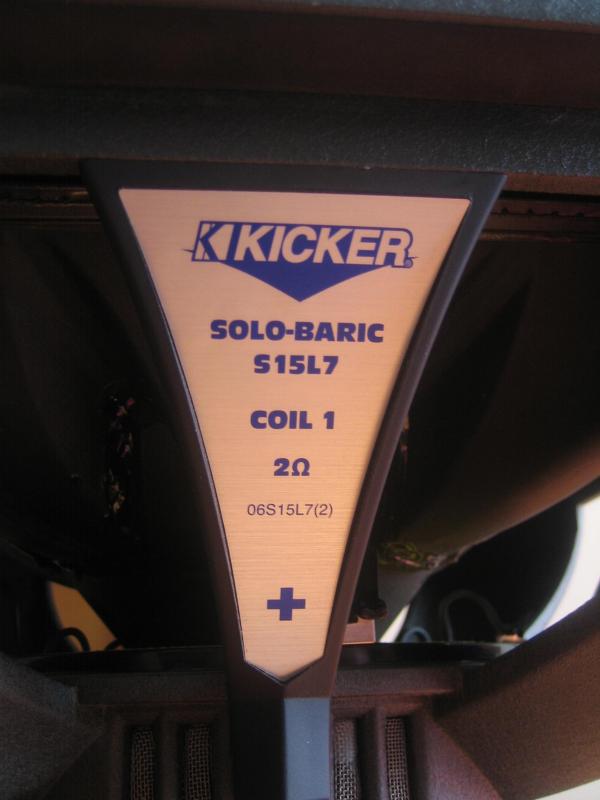 KICKER®
SOLO-BARIC
S15L7
COIL 1
2Ω
06S15L7(2)
+